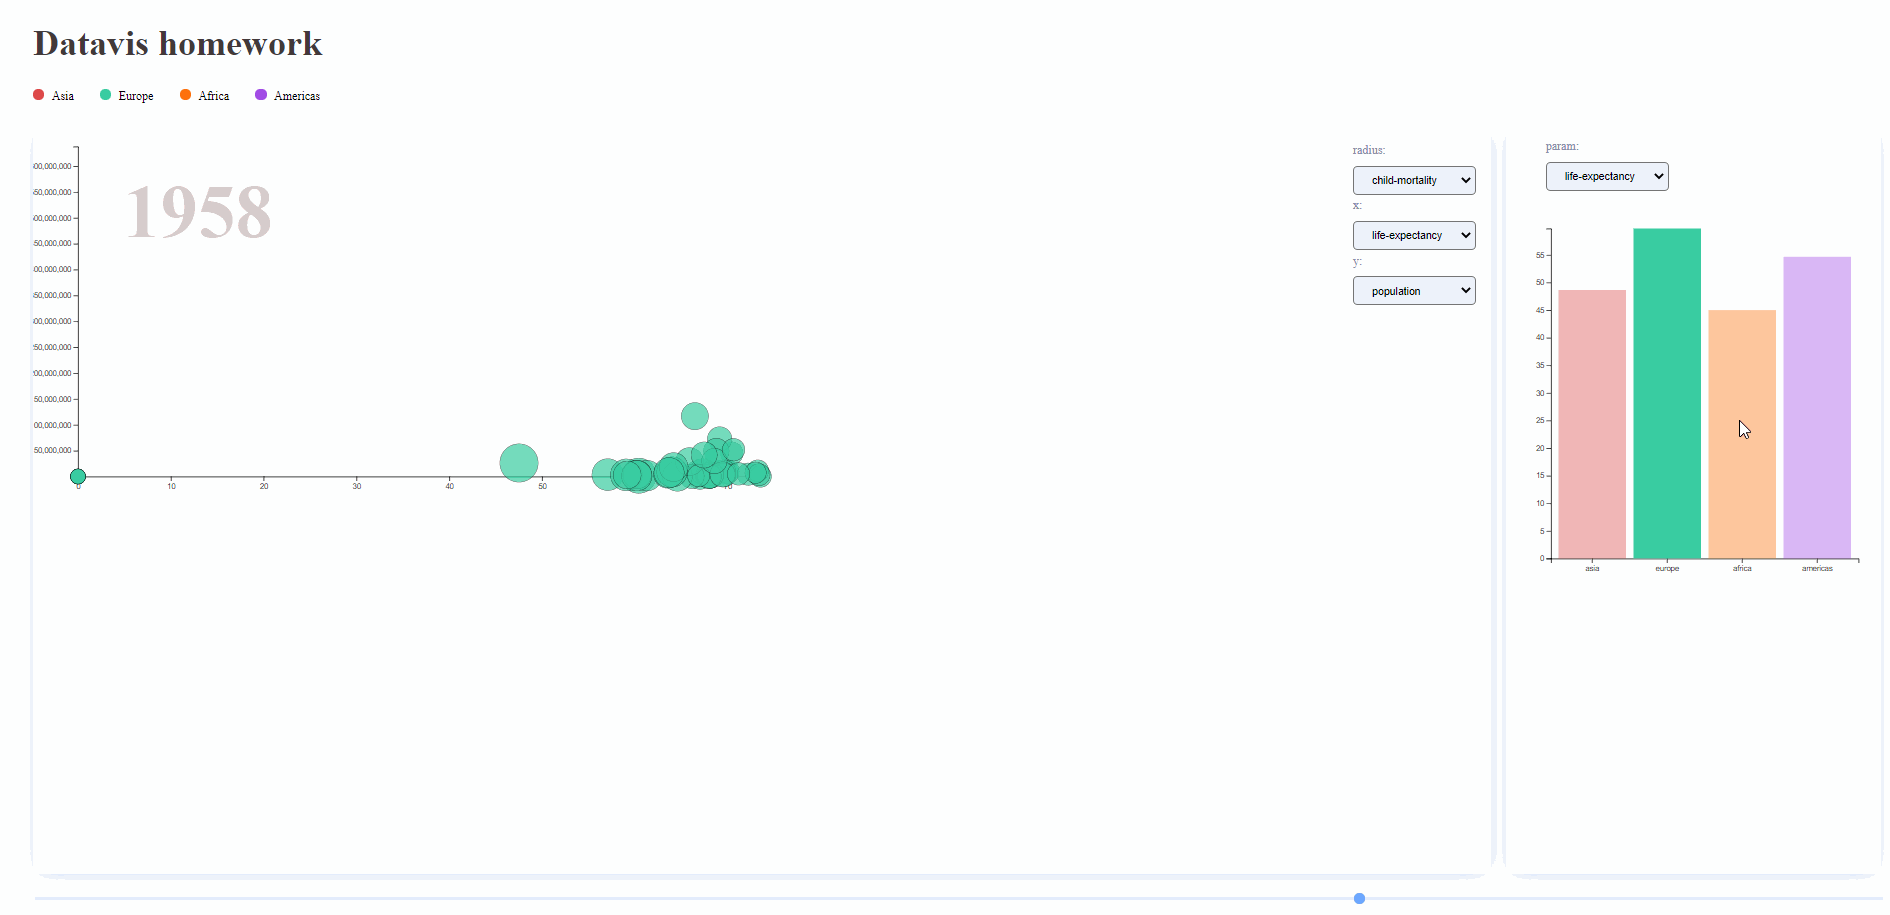 Datavis homework
Asia Europe Africa Americas
1958
radius:
child-mortality
x:
life-expectancy
y:
population
00,000,000
50,000,000
00,000,000
50,000,000
00,000,000
50,000,000
00,000,000
50,000,000
00,000,000
50,000,000
00,000,000
50,000,000
0 10 20 30 40 50
param:
life-expectancy
55
50
45
40
35
30
25
20
15
10
5
0
asia europe africa americas